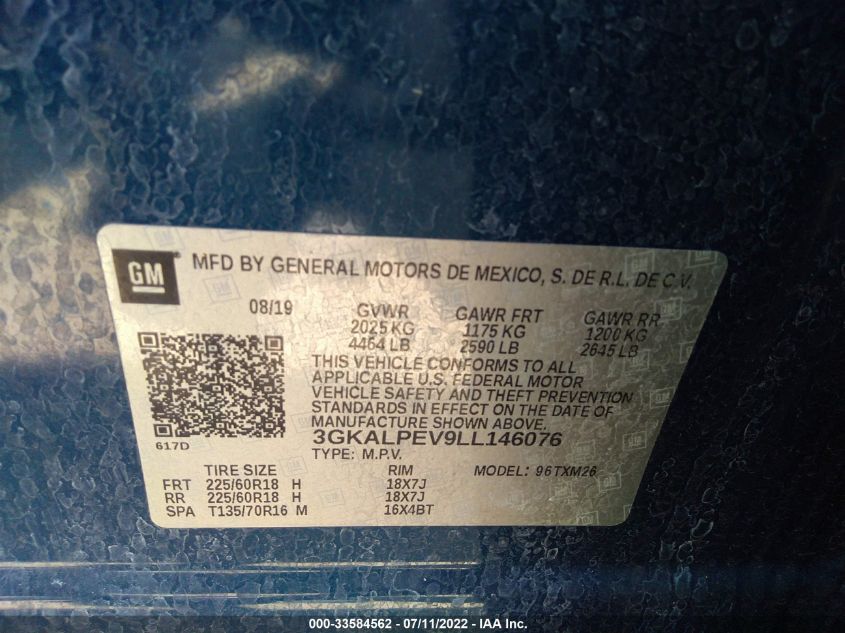 GM MFD BY GENERAL MOTORS DE MEXICO, S. DE R.L. DE C.V.
08/19 GVWR GAWR FRT GAWR RR
2025 KG 1175 KG 1200 KG
4464 LB 2590 LB 2645 LB
THIS VEHICLE CONFORMS TO ALL
APPLICABLE U.S. FEDERAL MOTOR
VEHICLE SAFETY AND THEFT PREVENTION
STANDARDS IN EFFECT ON THE DATE OF
MANUFACTURE SHOWN ABOVE.
617D 3GKALPEV9LL146076
TYPE: M.P.V. MODEL: 96TXM26
TIRE SIZE RIM
FRT 225/60R18 H 18X7J
RR 225/60R18 H 18X7J
SPA T135/70R16 M 16X4BT
000-33584562 - 07/11/2022 - IAAI.com